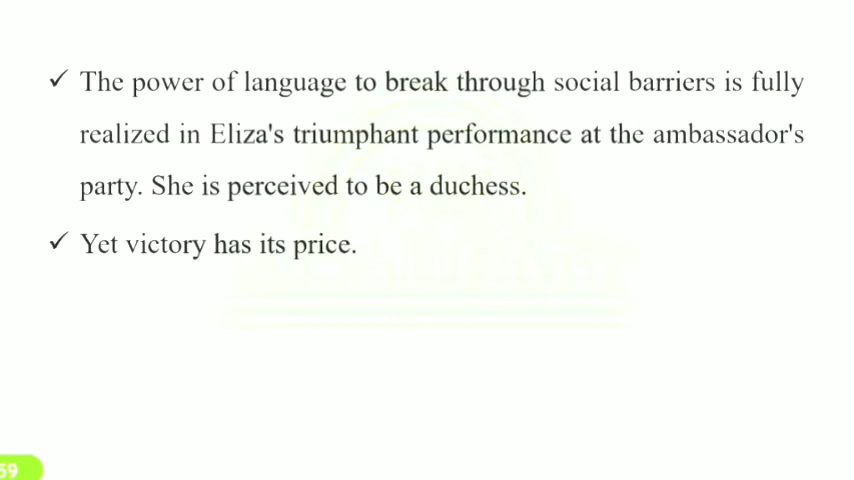 ✓ The power of language to break through social barriers is fully
realized in Eliza's triumphant performance at the ambassador's
party. She is perceived to be a duchess.
✓ Yet victory has its price.
59